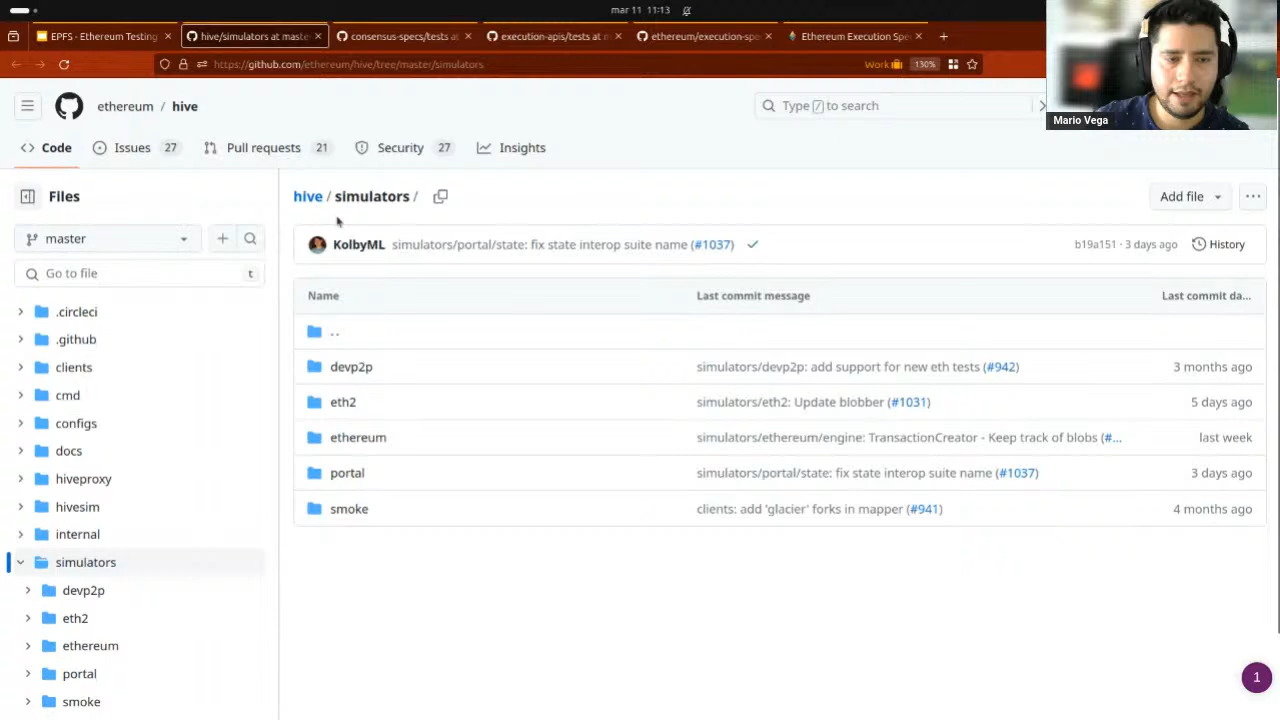 mar 11 11:13
EPFS - Ethereum Testing
hive/simulators at maste
consensus-specs/tests a
execution-apis/tests at m
ethereum/execution-spe
Ethereum Execution Spe
https://github.com/ethereum/hive/tree/master/simulators
Work
130%
Mario Vega
ethereum / hive
Type / to search
Code
Issues 27
Pull requests 21
Security 27
Insights
Files
master
Go to file
t
.circleci
.github
clients
cmd
configs
docs
hiveproxy
hivesim
internal
simulators
devp2p
eth2
ethereum
portal
smoke
hive / simulators /
Add file
KolbyML simulators/portal/state: fix state interop suite name (#1037)
b19a151 · 3 days ago
History
Name Last commit message Last commit da...
..
devp2p simulators/devp2p: add support for new eth tests (#942) 3 months ago
eth2 simulators/eth2: Update blobber (#1031) 5 days ago
ethereum simulators/ethereum/engine: TransactionCreator - Keep track of blobs (#... last week
portal simulators/portal/state: fix state interop suite name (#1037) 3 days ago
smoke clients: add 'glacier' forks in mapper (#941) 4 months ago
1